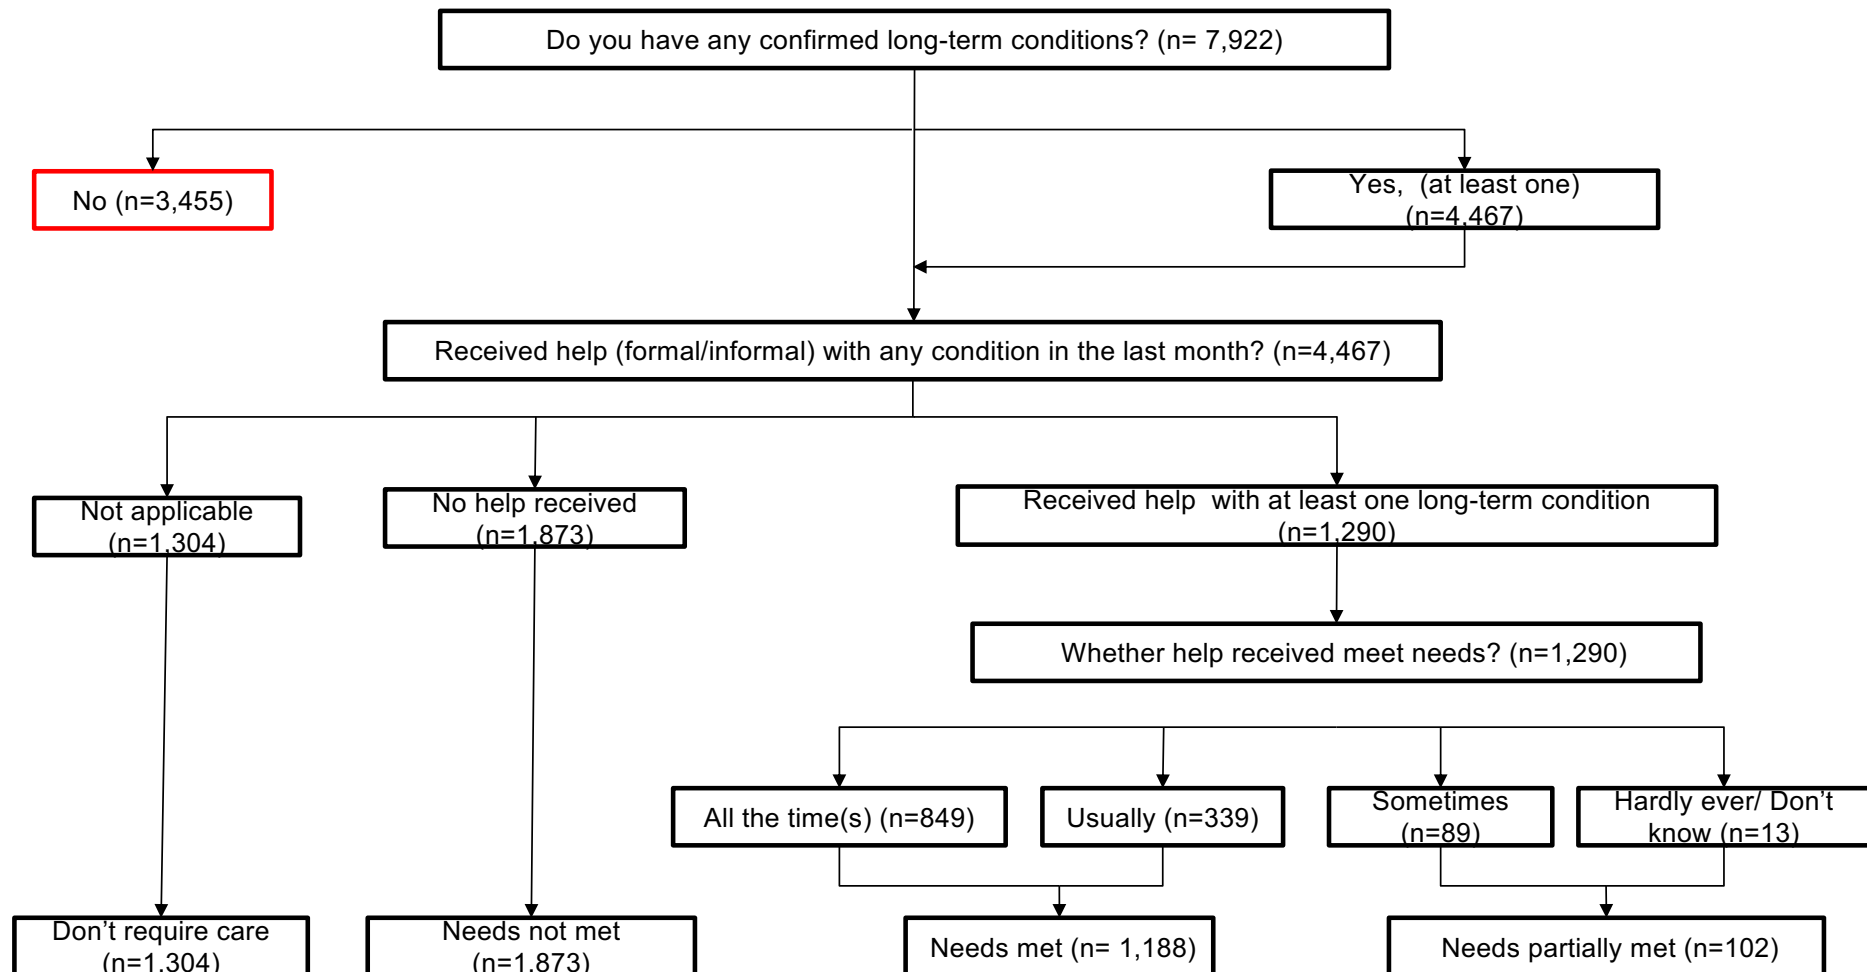 Do you have any confirmed long-term conditions? (n= 7,922)
No (n=3,455)
Yes,  (at least one)
(n=4,467)
Received help (formal/informal) with any condition in the last month? (n=4,467)
Not applicable
(n=1,304)
No help received
(n=1,873)
Received help  with at least one long-term condition
(n=1,290)
Whether help received meet needs? (n=1,290)
All the time(s) (n=849)
Usually (n=339)
Sometimes
(n=89)
Hardly ever/ Don't
know (n=13)
Don't require care
(n=1,304)
Needs not met
(n=1,873)
Needs met (n= 1,188)
Needs partially met (n=102)